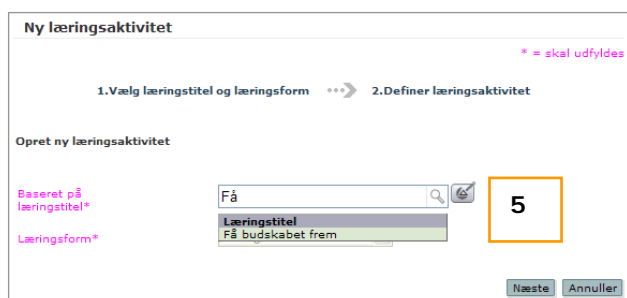 Ny læringsaktivitet
* = skal udfyldes
1.Vælg læringstitel og læringsform 2.Definer læringsaktivitet
Opret ny læringsaktivitet
Baseret på
læringstitel*
Få
5
Læringstitel
Få budskabet frem
Læringsform*
Næste Annuller